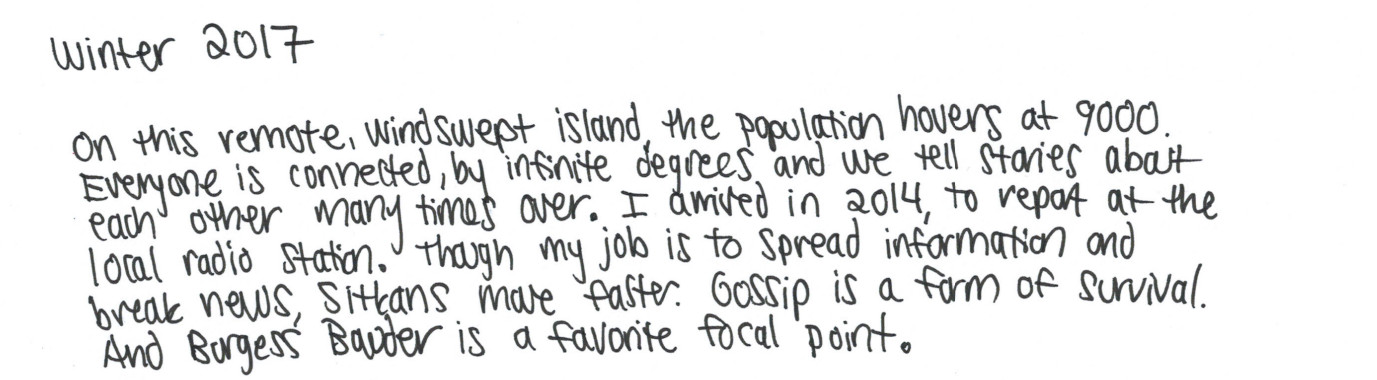 Winter 2017
On this remote, windswept island, the population hovers at 9000.
Everyone is connected, by infinite degrees, and we tell stories about
each other many times over. I arrived in 2014, to report at the
local radio station. Though my job is to spread information and
break news, Sitkans move faster. Gossip is a form of survival.
And Burgess Bauder is a favorite focal point.